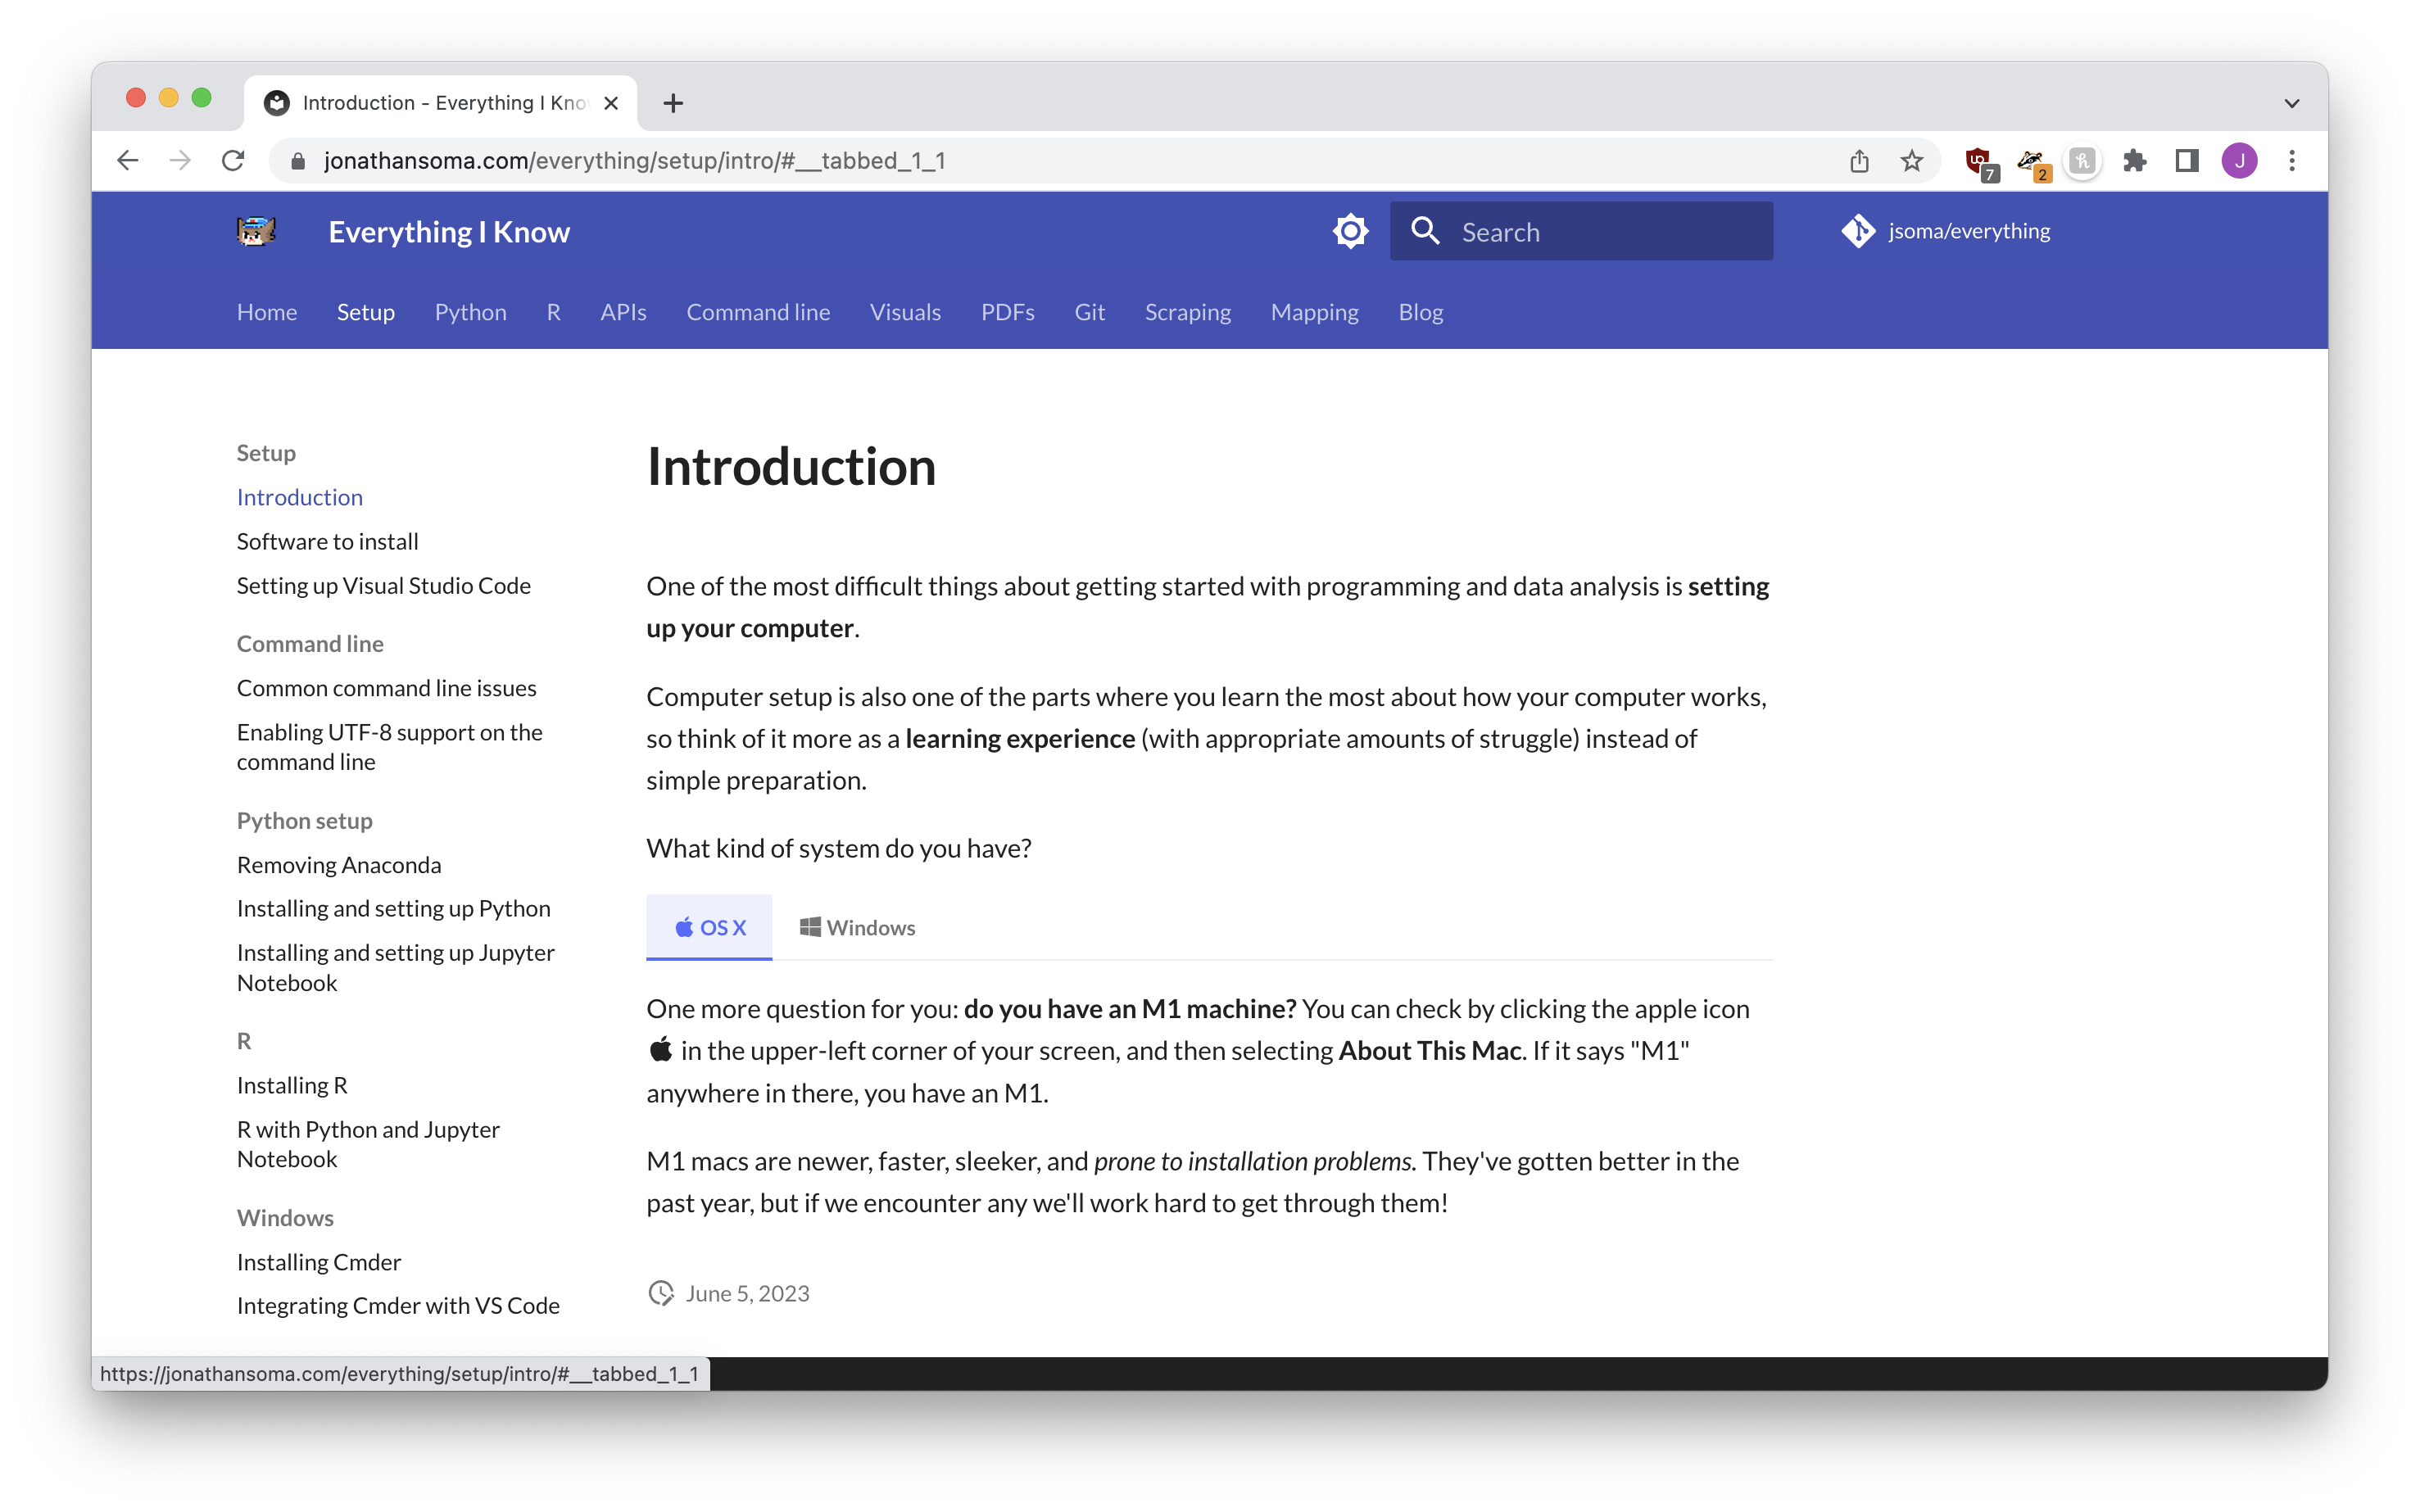 Introduction - Everything I Kno
jonathansoma.com/everything/setup/intro/#__tabbed_1_1
7
2
J
Everything I Know
Search
jsoma/everything
Home Setup Python R APIs Command line Visuals PDFs Git Scraping Mapping Blog
Setup
Introduction
Software to install
Setting up Visual Studio Code
Command line
Common command line issues
Enabling UTF-8 support on the
command line
Python setup
Removing Anaconda
Installing and setting up Python
Installing and setting up Jupyter
Notebook
R
Installing R
R with Python and Jupyter
Notebook
Windows
Installing Cmder
Integrating Cmder with VS Code
Introduction
One of the most difficult things about getting started with programming and data analysis is setting
up your computer.
Computer setup is also one of the parts where you learn the most about how your computer works,
so think of it more as a learning experience (with appropriate amounts of struggle) instead of
simple preparation.
What kind of system do you have?
OS X Windows
One more question for you: do you have an M1 machine? You can check by clicking the apple icon
in the upper-left corner of your screen, and then selecting About This Mac. If it says "M1"
anywhere in there, you have an M1.
M1 macs are newer, faster, sleeker, and prone to installation problems. They've gotten better in the
past year, but if we encounter any we'll work hard to get through them!
June 5, 2023
https://jonathansoma.com/everything/setup/intro/#__tabbed_1_1